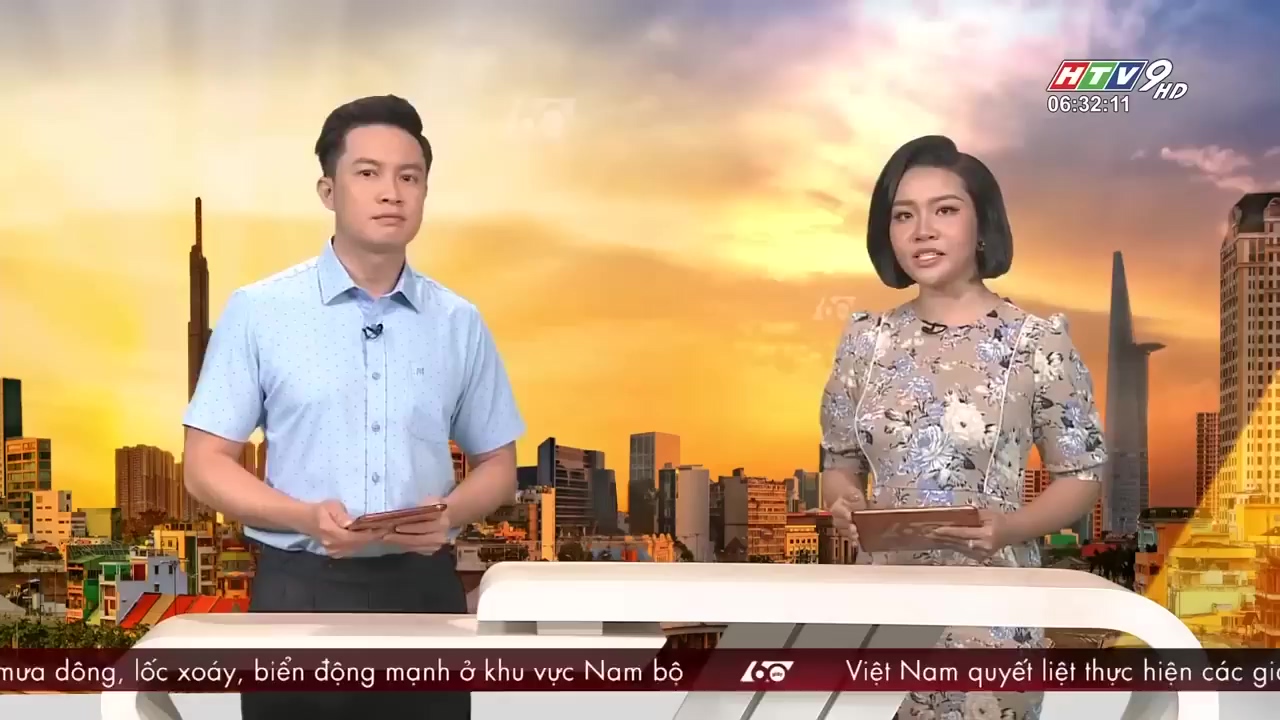 HTV9
HD
06:32:11
mưa dông, lốc xoáy, biển động mạnh ở khu vực Nam bộ
60
Việt Nam quyết liệt thực hiện các